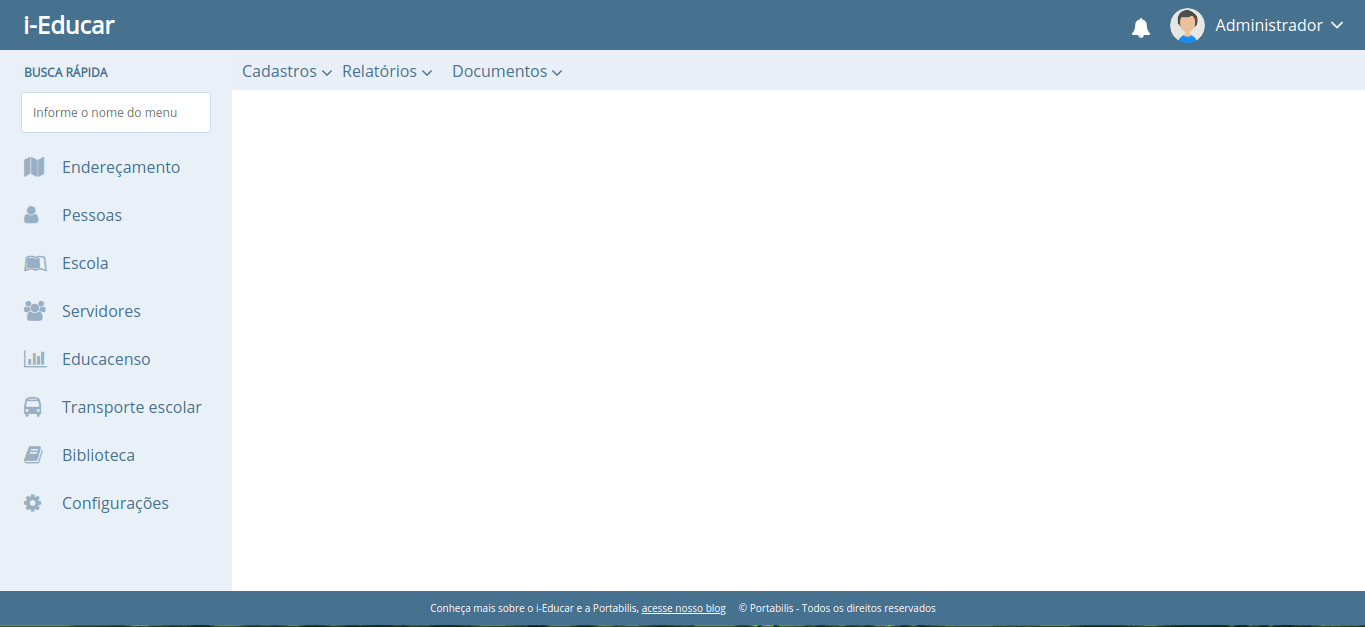 i-Educar
Administrador
BUSCA RÁPIDA
Cadastros Relatórios Documentos
Informe o nome do menu
Endereçamento
Pessoas
Escola
Servidores
Educacenso
Transporte escolar
Biblioteca
Configurações
Conheça mais sobre o i-Educar e a Portabilis, acesse nosso blog © Portabilis - Todos os direitos reservados